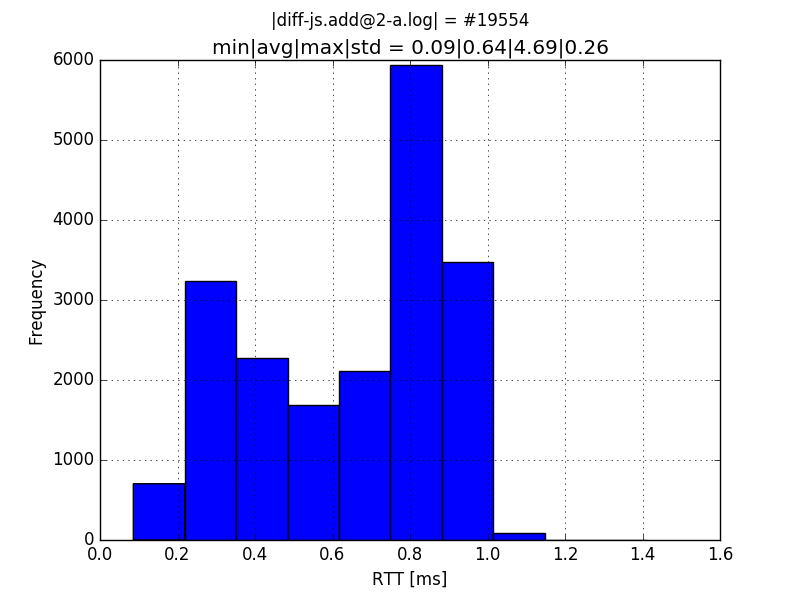 |diff-js.add@2-a.log| = #19554
min|avg|max|std = 0.09|0.64|4.69|0.26
6000
5000
4000
3000
2000
1000
0
Frequency
0.0 0.2 0.4 0.6 0.8 1.0 1.2 1.4 1.6
RTT [ms]